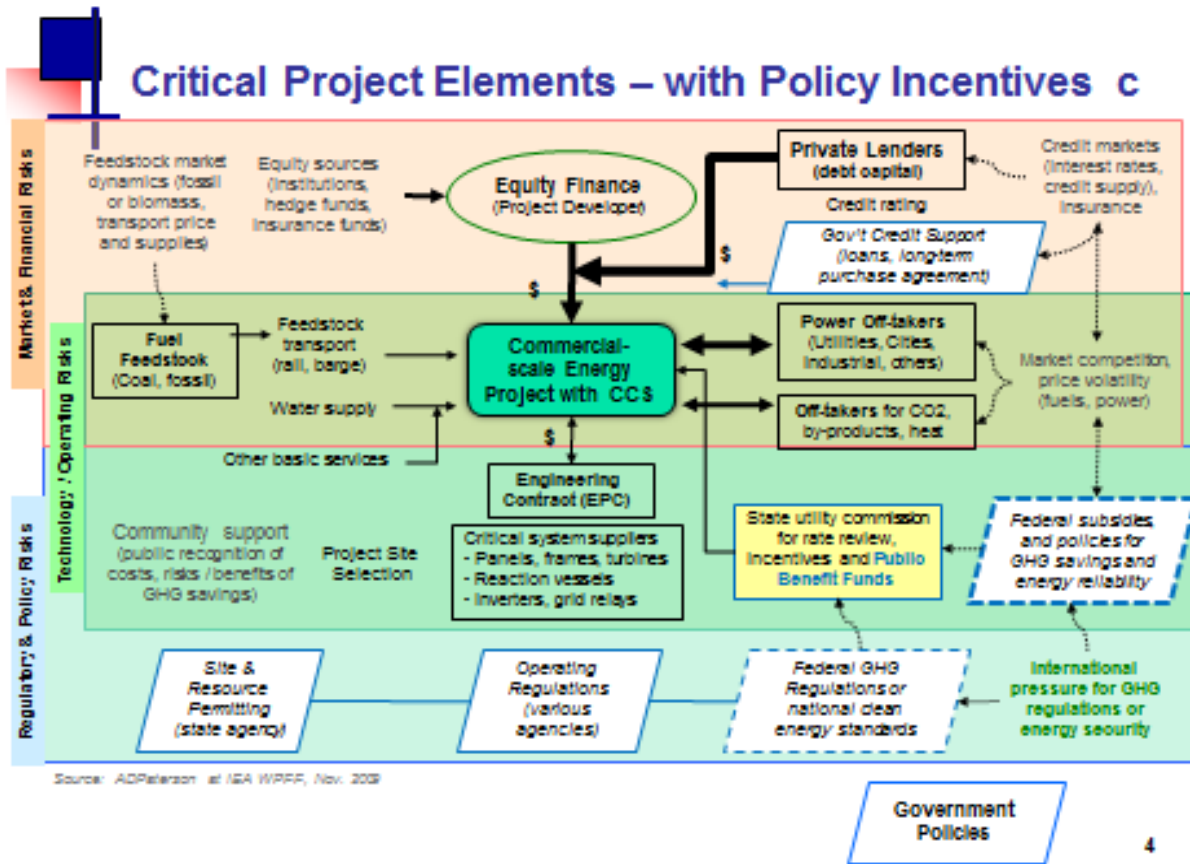 Critical Project Elements – with Policy Incentives c
Market & Financial Risks
Technology / Operating Risks
Regulatory & Policy Risks
Feedstock market
dynamics (fossil
or biomass,
transport price
and supplies)
Equity sources
(institutions,
hedge funds,
insurance funds)
Equity Finance
(Project Developer)
Private Lenders
(debt capital)
Credit rating
Credit markets
(interest rates,
credit supply),
insurance
Gov't Credit Support
(loans, long-term
purchase agreement)
$
$
Fuel
Feedstock
(Coal, fossil)
Feedstock
transport
(rail, barge)
Water supply
Other basic services
Commercial-
scale Energy
Project with CCS
$
Power Off-takers
(Utilities, Cities,
Industrial, others)
Off-takers for CO2,
by-products, heat
Market competition,
price volatility
(fuels, power)
Engineering
Contract (EPC)
Community support
(public recognition of
costs, risks / benefits of
GHG savings)
Project Site
Selection
Critical system suppliers
- Panels, frames, turbines
- Reaction vessels
- Inverters, grid relays
State utility commission
for rate review,
Incentives and Public
Benefit Funds
Federal subsidies,
and policies for
GHG savings and
energy reliability
Site &
Resource
Permitting
(state agency)
Operating
Regulations
(various
agencies)
Federal GHG
Regulations or
national clean
energy standards
International
pressure for GHG
regulations or
energy security
Source: ADPaterson at IEA WPFF, Nov. 2009
Government
Policies
4